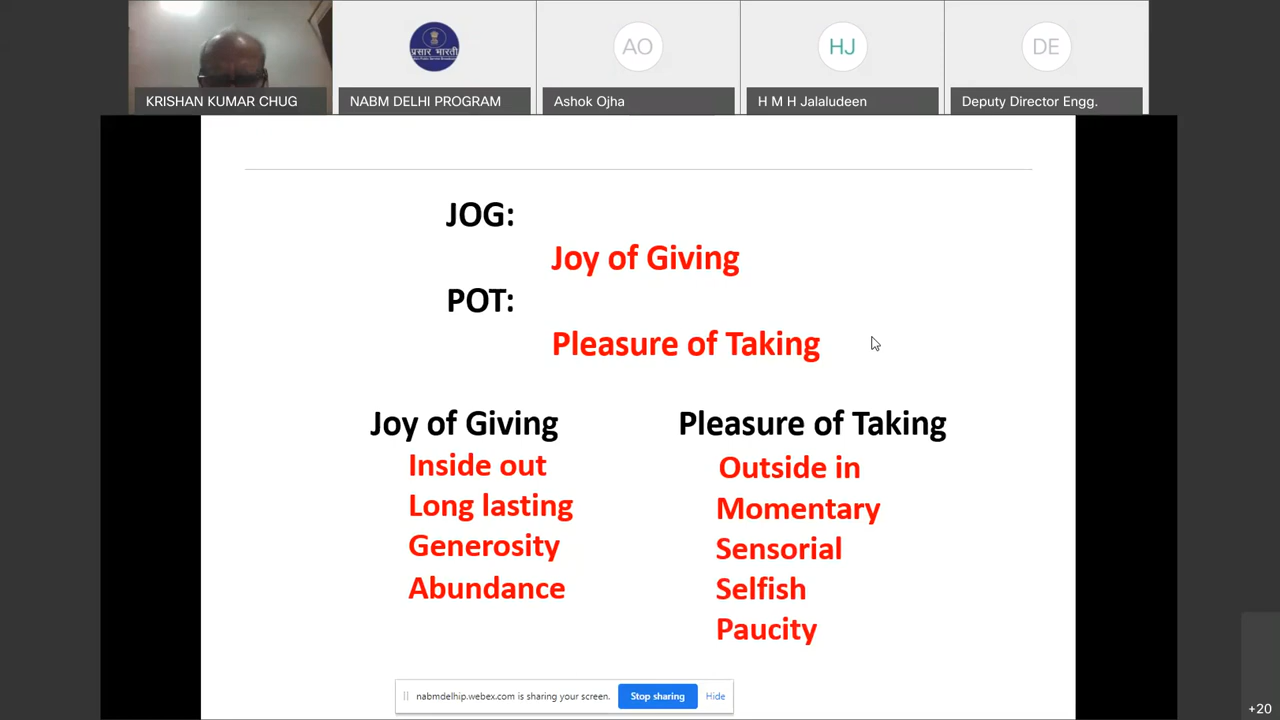 प्रसार भारती
AO
HJ
DE
KRISHAN KUMAR CHUG
NABM DELHI PROGRAM
Ashok Ojha
H M H Jalaludeen
Deputy Director Engg.
JOG:
Joy of Giving
POT:
Pleasure of Taking
Joy of Giving
Inside out
Long lasting
Generosity
Abundance
Pleasure of Taking
Outside in
Momentary
Sensorial
Selfish
Paucity
nabmdelhip.webex.com is sharing your screen.
Stop sharing
Hide
+20